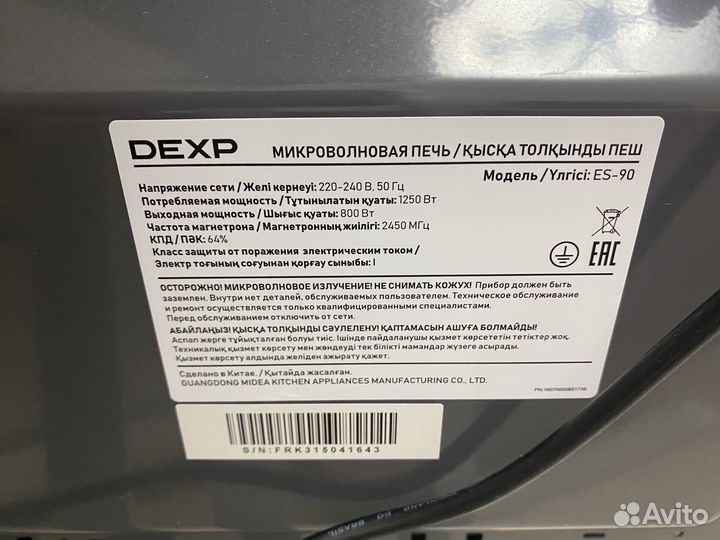 DEXP
МИКРОВОЛНОВАЯ ПЕЧЬ / ҚЫСҚА ТОЛҚЫНДЫ ПЕШ
Модель / Үлгісі: ES-90
Напряжение сети / Желі кернеуі: 220-240 В, 50 Гц
Потребляемая мощность / Тұтынылатын қуаты: 1250 Вт
Выходная мощность / Шығыс қуаты: 800 Вт
Частота магнетрона / Магнетронның жиілігі: 2450 МГц
КПД / ПӘК: 64%
Класс защиты от поражения электрическим током /
Электр тоғының соғуынан қорғау сыныбы: I
EAC
ОСТОРОЖНО! МИКРОВОЛНОВОЕ ИЗЛУЧЕНИЕ! НЕ СНИМАТЬ КОЖУХ! Прибор должен быть
заземлен. Внутри нет деталей, обслуживаемых пользователем. Техническое обслуживание
и ремонт осуществляется только квалифицированными специалистами.
Перед обслуживанием отключить от сети.
АБАЙЛАҢЫЗ! ҚЫСҚА ТОЛҚЫНДЫ СӘУЛЕЛЕНУ! ҚАПТАМАСЫН АШУҒА БОЛМАЙДЫ!
Аспап жерге тұйықталған болуы тиіс. Ішінде пайдаланушы қызмет көрсететін тетіктер жоқ.
Техникалық қызмет көрсету мен жөндеуді тек білікті мамандар жүзеге асырады.
Қызмет көрсету алдында желіден ажырату қажет.
Сделано в Китае. / Қытайда жасалған.
GUANGDONG MIDEA KITCHEN APPLIANCES MANUFACTURING CO., LTD.
PN:16070000B61738
S/N:FRK315041643
DO BRASIL
Avito